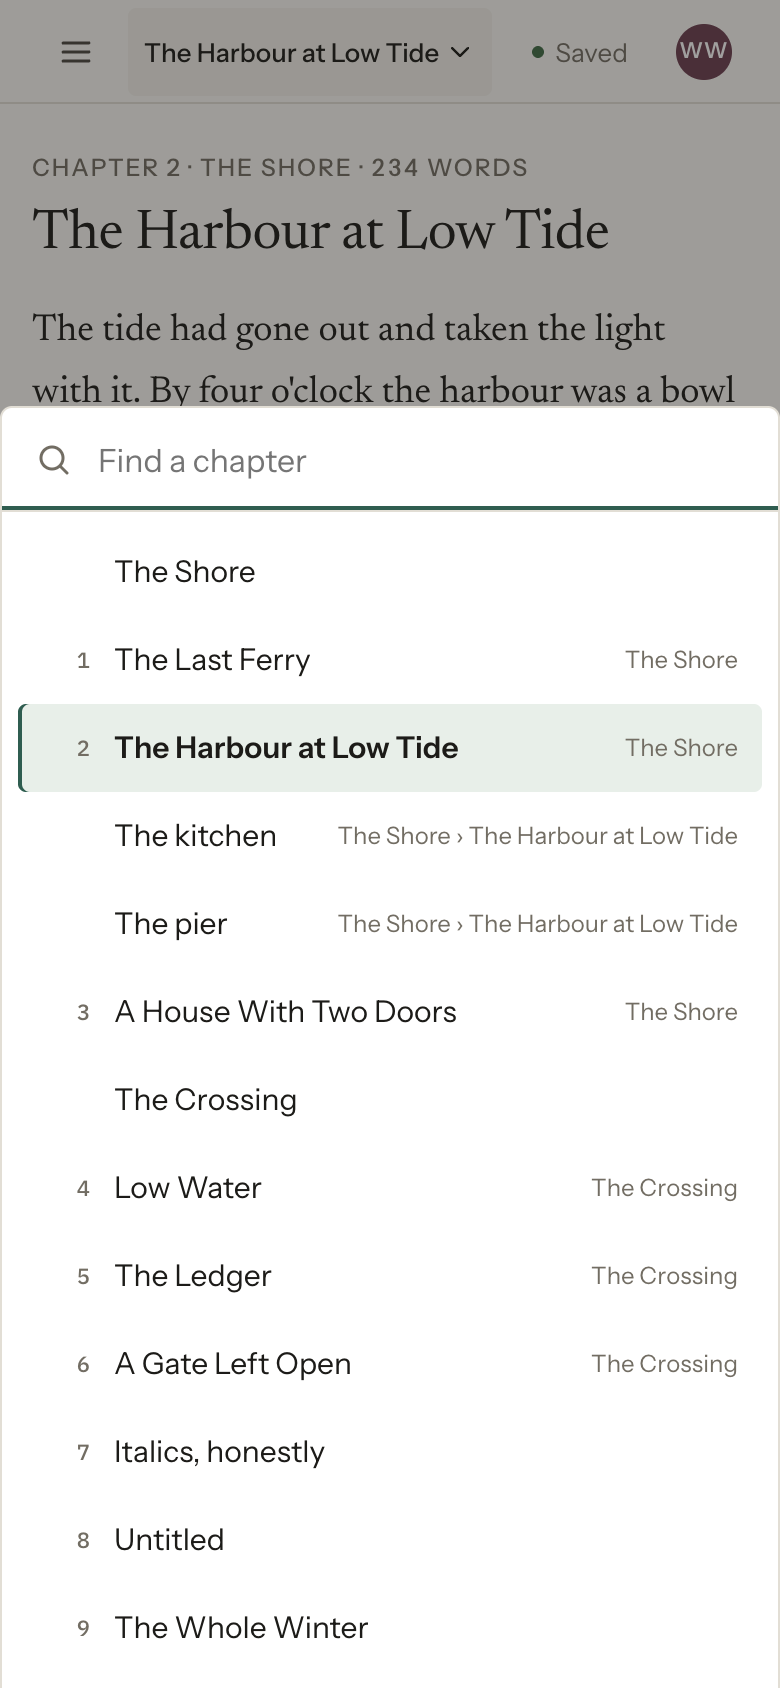 The Harbour at Low Tide
Saved
WW
CHAPTER 2 · THE SHORE · 234 WORDS
The Harbour at Low Tide
The tide had gone out and taken the light
with it. By four o'clock the harbour was a bowl
Find a chapter
The Shore
1 The Last Ferry The Shore
2 The Harbour at Low Tide The Shore
The kitchen The Shore › The Harbour at Low Tide
The pier The Shore › The Harbour at Low Tide
3 A House With Two Doors The Shore
The Crossing
4 Low Water The Crossing
5 The Ledger The Crossing
6 A Gate Left Open The Crossing
7 Italics, honestly
8 Untitled
9 The Whole Winter